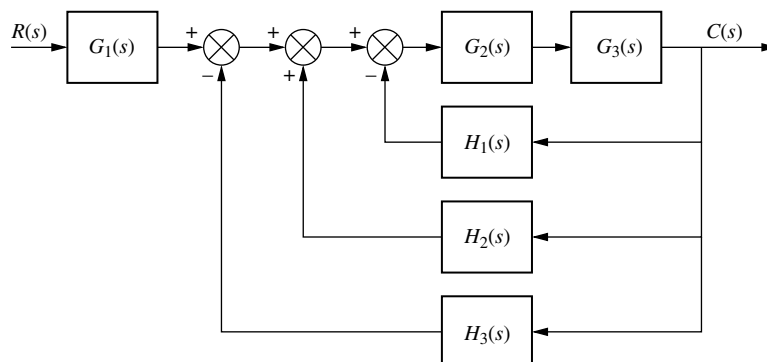 R(s) G₁(s) + + + G₂(s) G₃(s) C(s)
− + −
H₁(s)
H₂(s)
H₃(s)